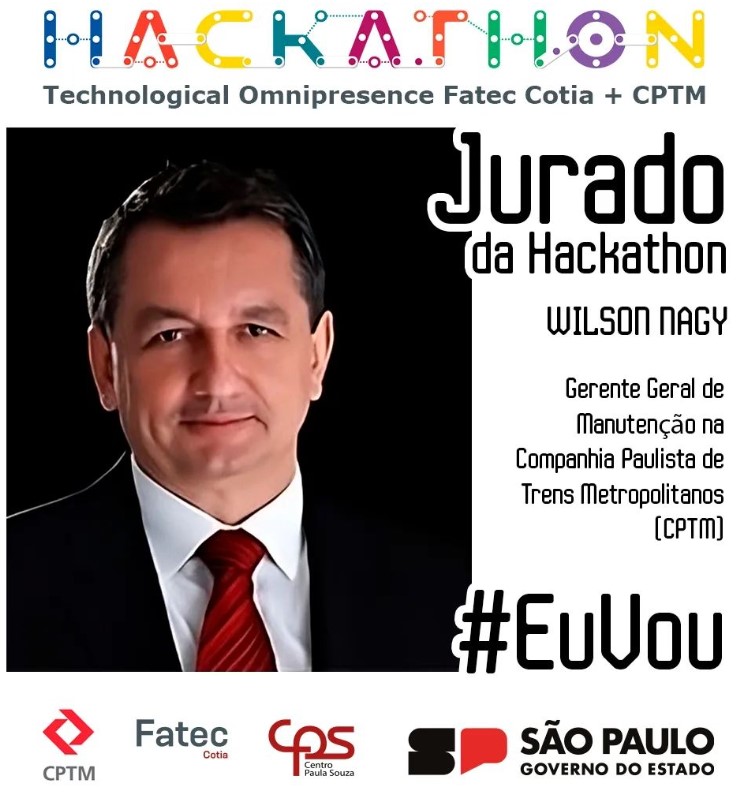 HACKATHON
Technological Omnipresence Fatec Cotia + CPTM
Jurado
da Hackathon
WILSON NAGY
Gerente Geral de
Manutenção na
Companhia Paulista de
Trens Metropolitanos
(CPTM)
#EuVou
CPTM
Fatec
Cotia
CPS
Centro
Paula Souza
SP
SÃO PAULO
GOVERNO DO ESTADO